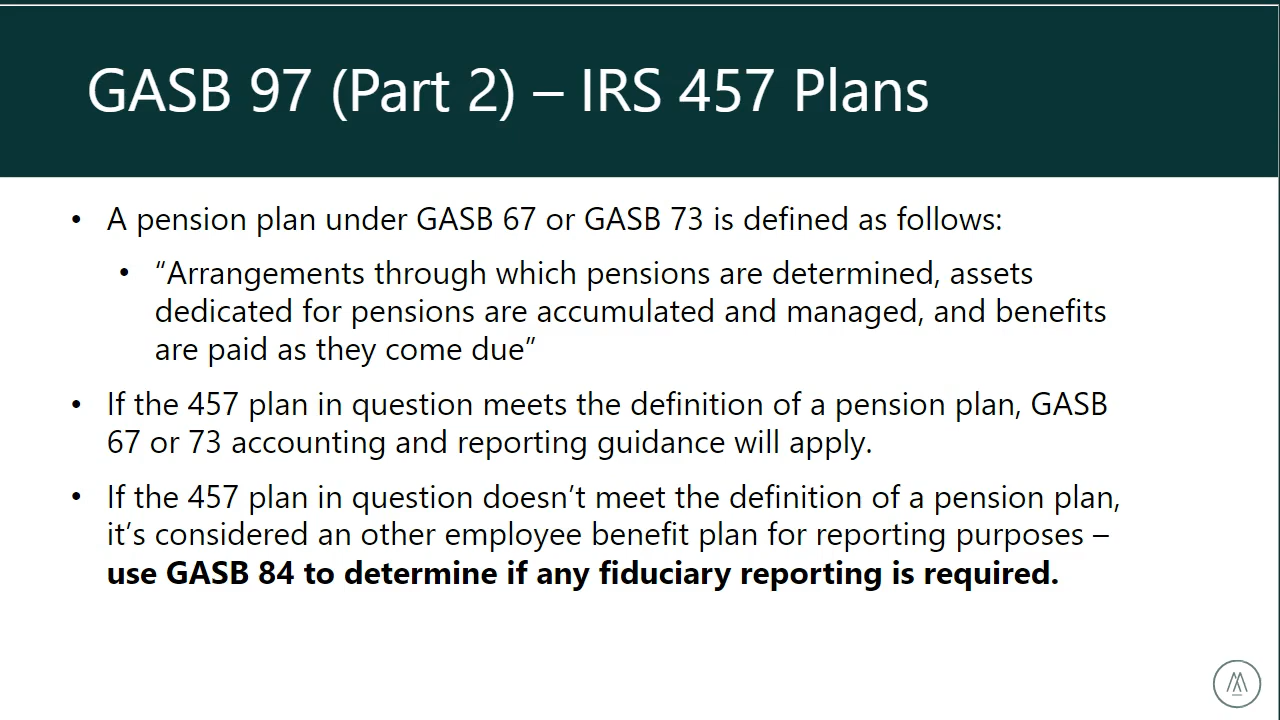 GASB 97 (Part 2) – IRS 457 Plans
• A pension plan under GASB 67 or GASB 73 is defined as follows:
• “Arrangements through which pensions are determined, assets
dedicated for pensions are accumulated and managed, and benefits
are paid as they come due”
• If the 457 plan in question meets the definition of a pension plan, GASB
67 or 73 accounting and reporting guidance will apply.
• If the 457 plan in question doesn’t meet the definition of a pension plan,
it’s considered an other employee benefit plan for reporting purposes –
use GASB 84 to determine if any fiduciary reporting is required.